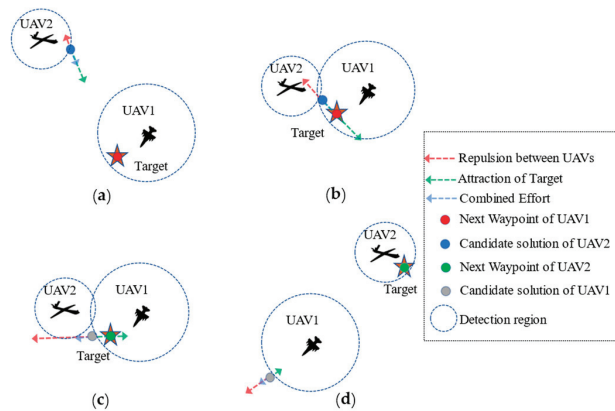 UAV2
UAV1
Target
(a)
UAV2
UAV1
Target
(b)
UAV2
UAV1
Target
(c)
UAV2
Target
UAV1
(d)
Repulsion between UAVs
Attraction of Target
Combined Effort
Next Waypoint of UAV1
Candidate solution of UAV2
Next Waypoint of UAV2
Candidate solution of UAV1
Detection region